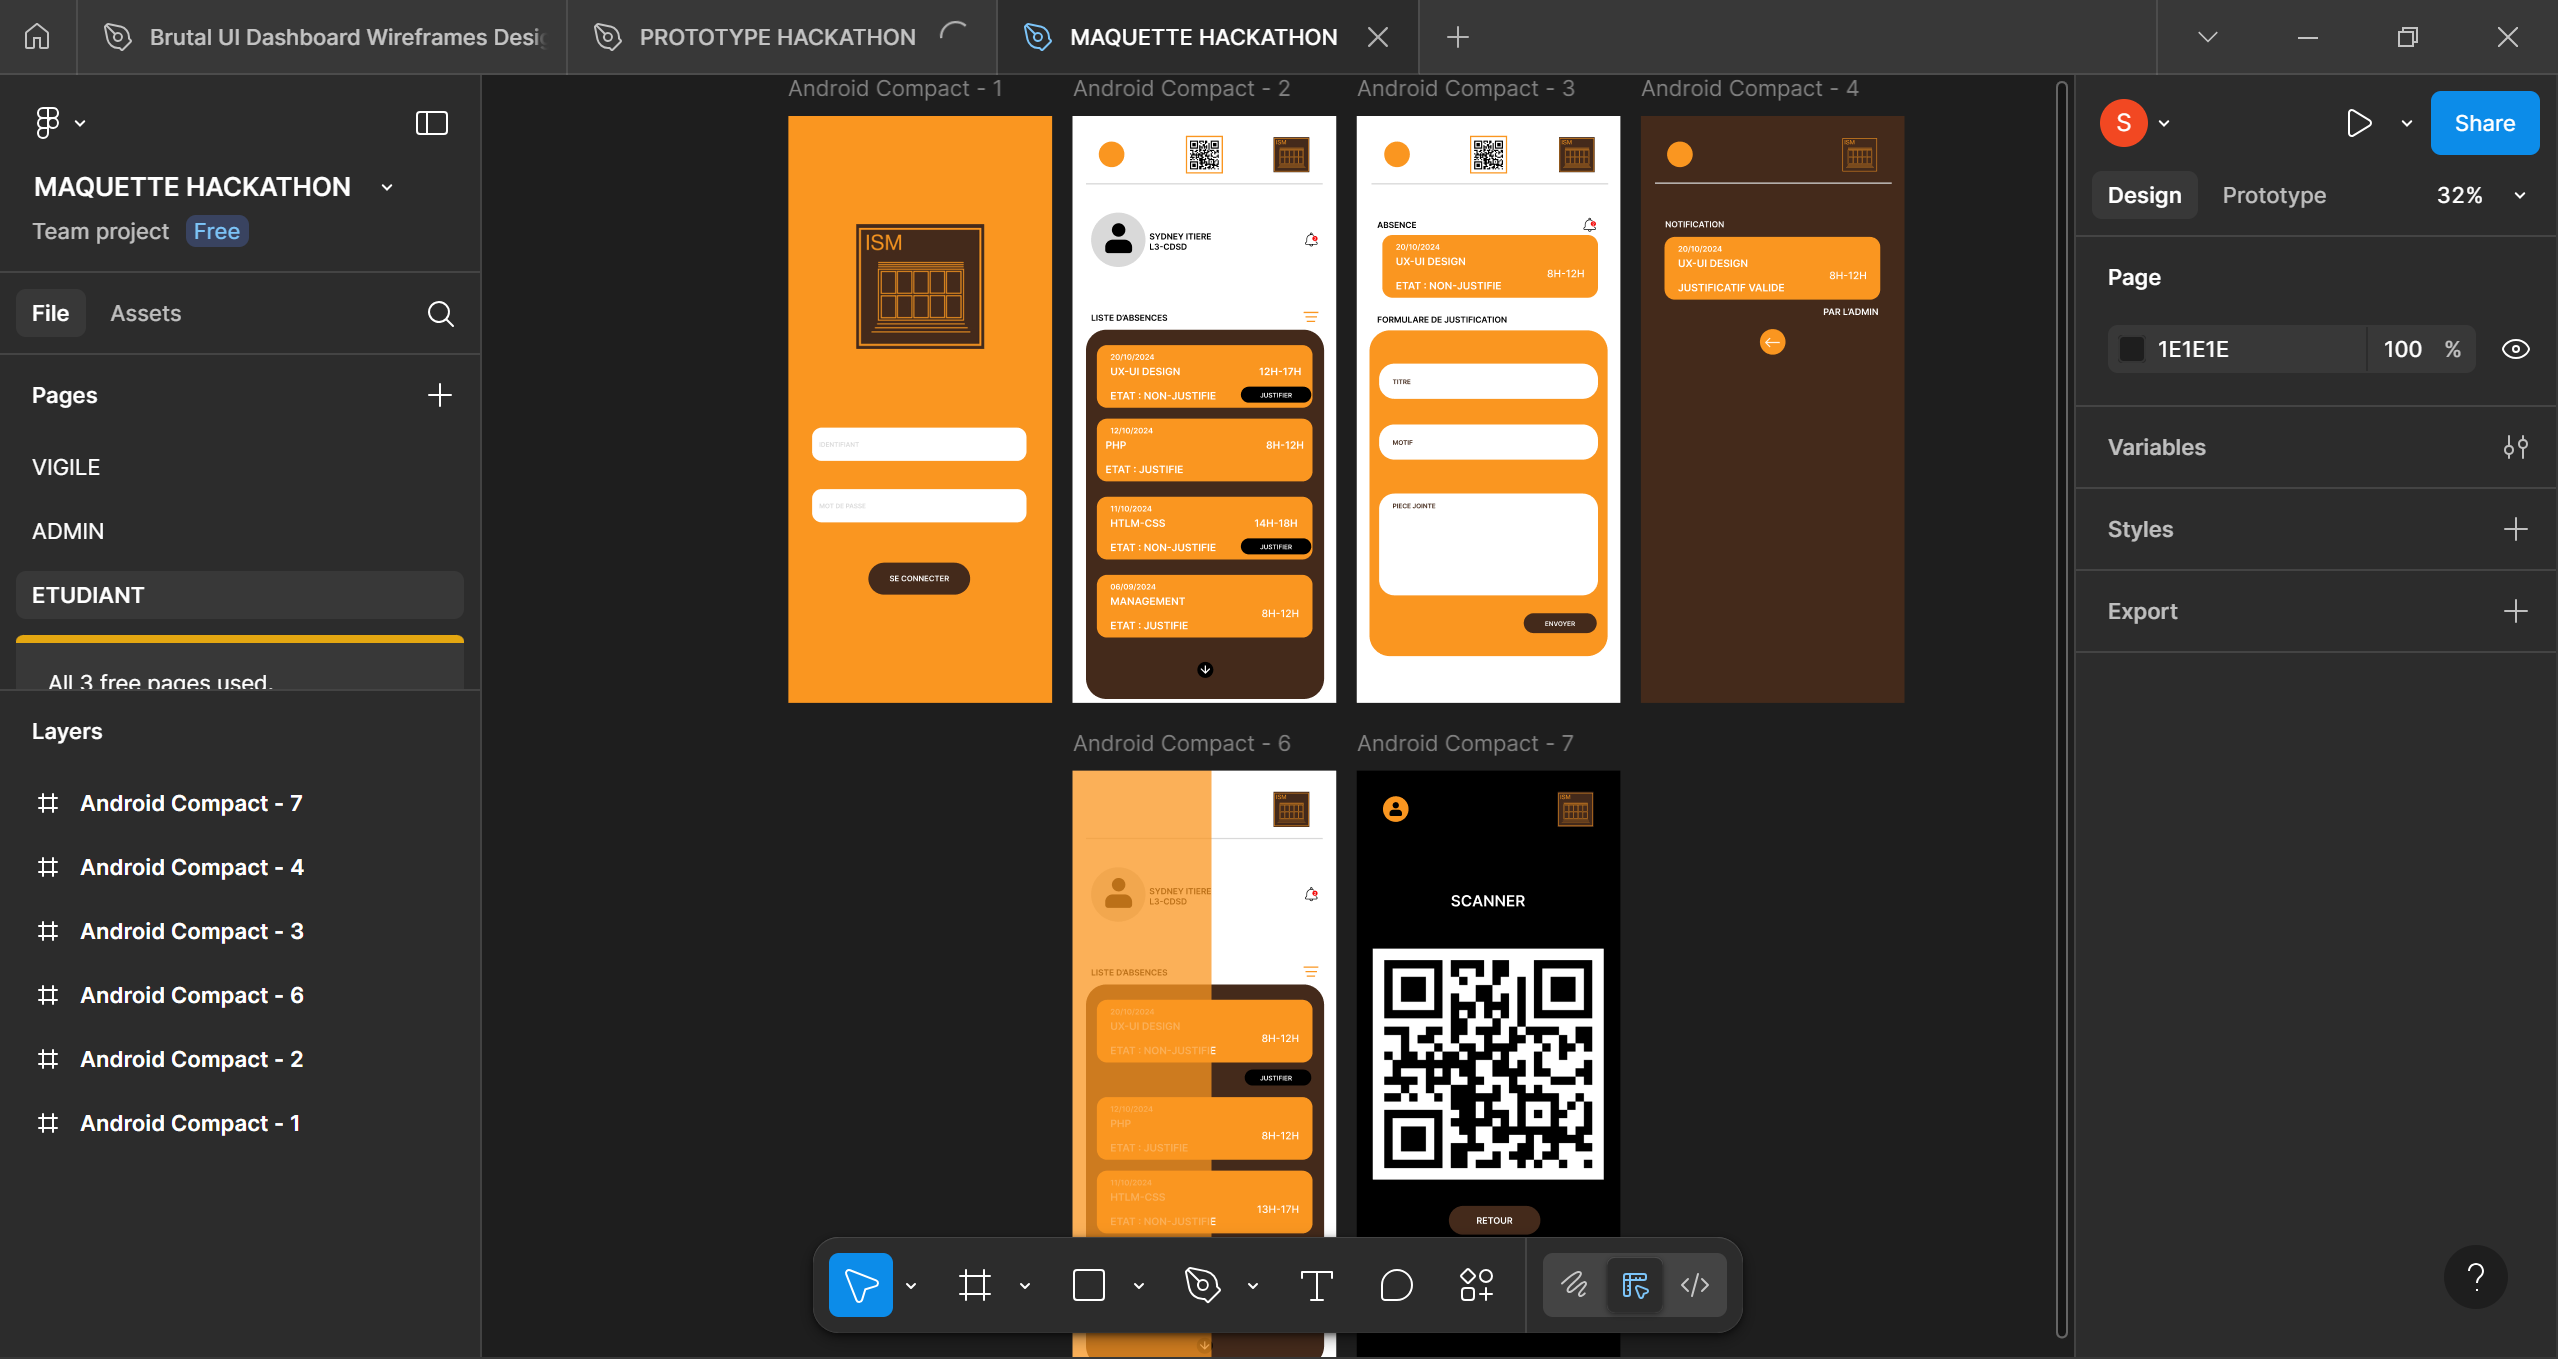 Brutal UI Dashboard Wireframes Desig
PROTOTYPE HACKATHON
MAQUETTE HACKATHON
MAQUETTE HACKATHON
Team project
Free
File
Assets
Pages
VIGILE
ADMIN
ETUDIANT
All 3 free pages used.
Layers
Android Compact - 7
Android Compact - 4
Android Compact - 3
Android Compact - 6
Android Compact - 2
Android Compact - 1
Android Compact - 1
ISM
IDENTIFIANT
MOT DE PASSE
SE CONNECTER
Android Compact - 2
ISM
SYDNEY ITIERE
L3-CDSD
LISTE D'ABSENCES
20/10/2024
UX-UI DESIGN
12H-17H
ETAT : NON-JUSTIFIE
JUSTIFIER
12/10/2024
PHP
8H-12H
ETAT : JUSTIFIE
11/10/2024
HTLM-CSS
14H-18H
ETAT : NON-JUSTIFIE
JUSTIFIER
06/09/2024
MANAGEMENT
8H-12H
ETAT : JUSTIFIE
Android Compact - 3
ISM
ABSENCE
20/10/2024
UX-UI DESIGN
8H-12H
ETAT : NON-JUSTIFIE
FORMULARE DE JUSTIFICATION
TITRE
MOTIF
PIECE JOINTE
ENVOYER
Android Compact - 4
ISM
NOTIFICATION
20/10/2024
UX-UI DESIGN
8H-12H
JUSTIFICATIF VALIDE
PAR L'ADMIN
Android Compact - 6
ISM
SYDNEY ITIERE
L3-CDSD
LISTE D'ABSENCES
20/10/2024
UX-UI DESIGN
8H-12H
ETAT : NON-JUSTIFIE
JUSTIFIER
12/10/2024
PHP
8H-12H
ETAT : JUSTIFIE
11/10/2024
HTLM-CSS
13H-17H
ETAT : NON-JUSTIFIE
Android Compact - 7
ISM
SCANNER
RETOUR
S
Share
Design
Prototype
32%
Page
1E1E1E
100 %
Variables
Styles
Export
?